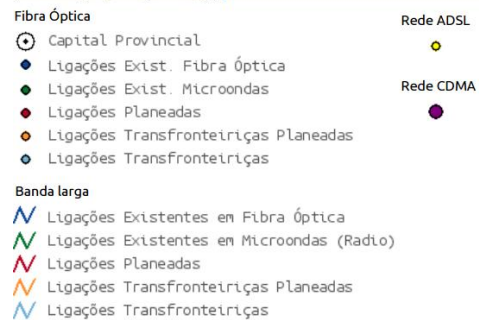 Fibra Óptica
Capital Provincial
Ligações Exist. Fibra Óptica
Ligações Exist. Microondas
Ligações Planeadas
Ligações Transfronteiriças Planeadas
Ligações Transfronteiriças
Rede ADSL
Rede CDMA
Banda larga
Ligações Existentes em Fibra Óptica
Ligações Existentes em Microondas (Radio)
Ligações Planeadas
Ligações Transfronteiriças Planeadas
Ligações Transfronteiriças